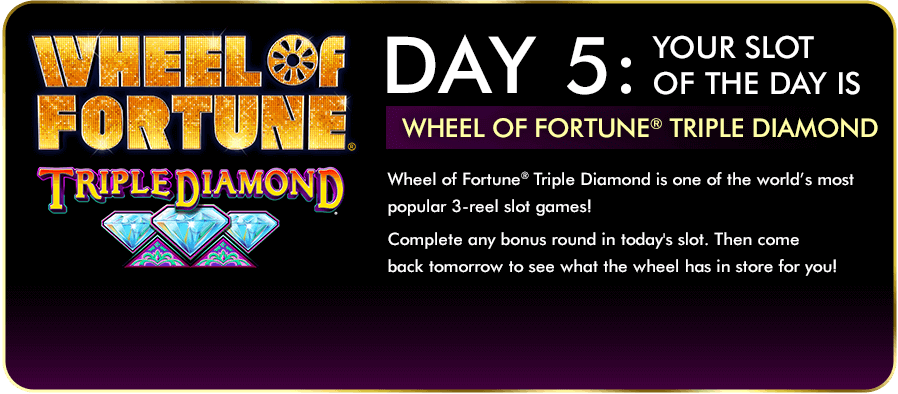 WHEEL OF
FORTUNE®
TRIPLE DIAMOND
DAY 5: YOUR SLOT
OF THE DAY IS
WHEEL OF FORTUNE® TRIPLE DIAMOND
Wheel of Fortune® Triple Diamond is one of the world's most
popular 3-reel slot games!
Complete any bonus round in today's slot. Then come
back tomorrow to see what the wheel has in store for you!